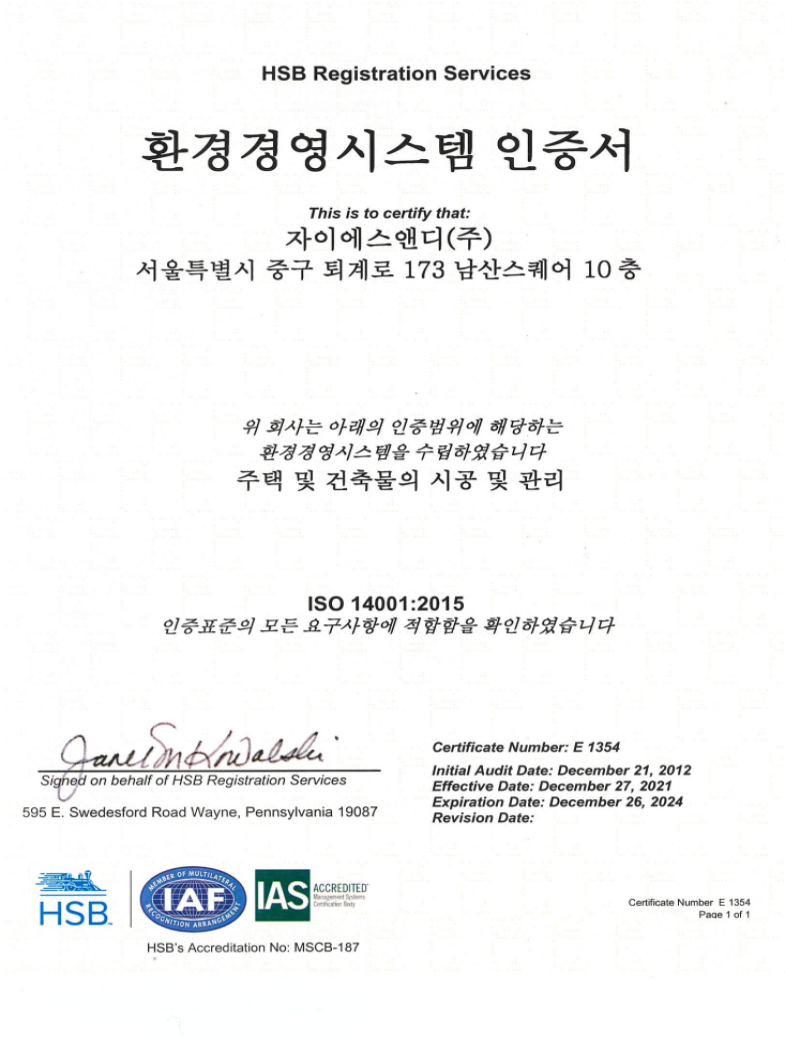 HSB Registration Services
환경경영시스템 인증서
This is to certify that:
자이에스앤디(주)
서울특별시 중구 퇴계로 173 남산스퀘어 10 층
위 회사는 아래의 인증범위에 해당하는
환경경영시스템을 수립하였습니다
주택 및 건축물의 시공 및 관리
ISO 14001:2015
인증표준의 모든 요구사항에 적합함을 확인하였습니다
Janet M Kowalski
Signed on behalf of HSB Registration Services
595 E. Swedesford Road Wayne, Pennsylvania 19087
Certificate Number: E 1354
Initial Audit Date: December 21, 2012
Effective Date: December 27, 2021
Expiration Date: December 26, 2024
Revision Date:
HSB
MEMBER OF MULTILATERAL
IAF
RECOGNITION ARRANGEMENT
IAS
ACCREDITED
Management Systems
Certification Body
HSB's Accreditation No: MSCB-187
Certificate Number E 1354
Page 1 of 1